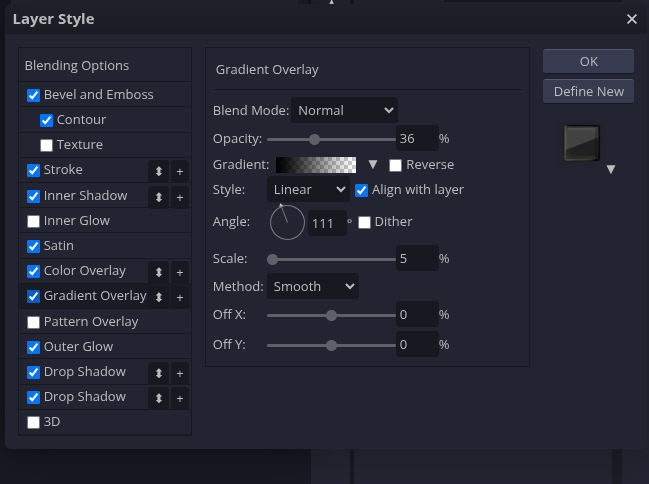 Layer Style
Blending Options
Bevel and Emboss
Contour
Texture
Stroke +
Inner Shadow +
Inner Glow
Satin
Color Overlay +
Gradient Overlay +
Pattern Overlay
Outer Glow
Drop Shadow +
Drop Shadow +
3D
Gradient Overlay
Blend Mode: Normal
Opacity: 36 %
Gradient: Reverse
Style: Linear Align with layer
Angle: 111 ° Dither
Scale: 5 %
Method: Smooth
Off X: 0 %
Off Y: 0 %
OK
Define New